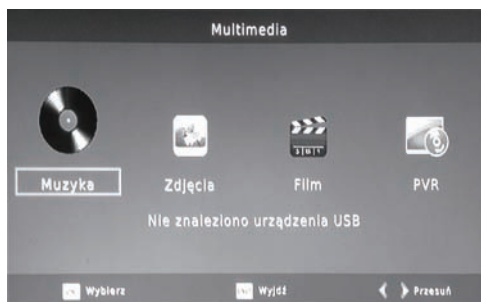 Multimedia
Muzyka Zdjęcia Film PVR
Nie znaleziono urządzenia USB
Wybierz Wyjdź Przesuń